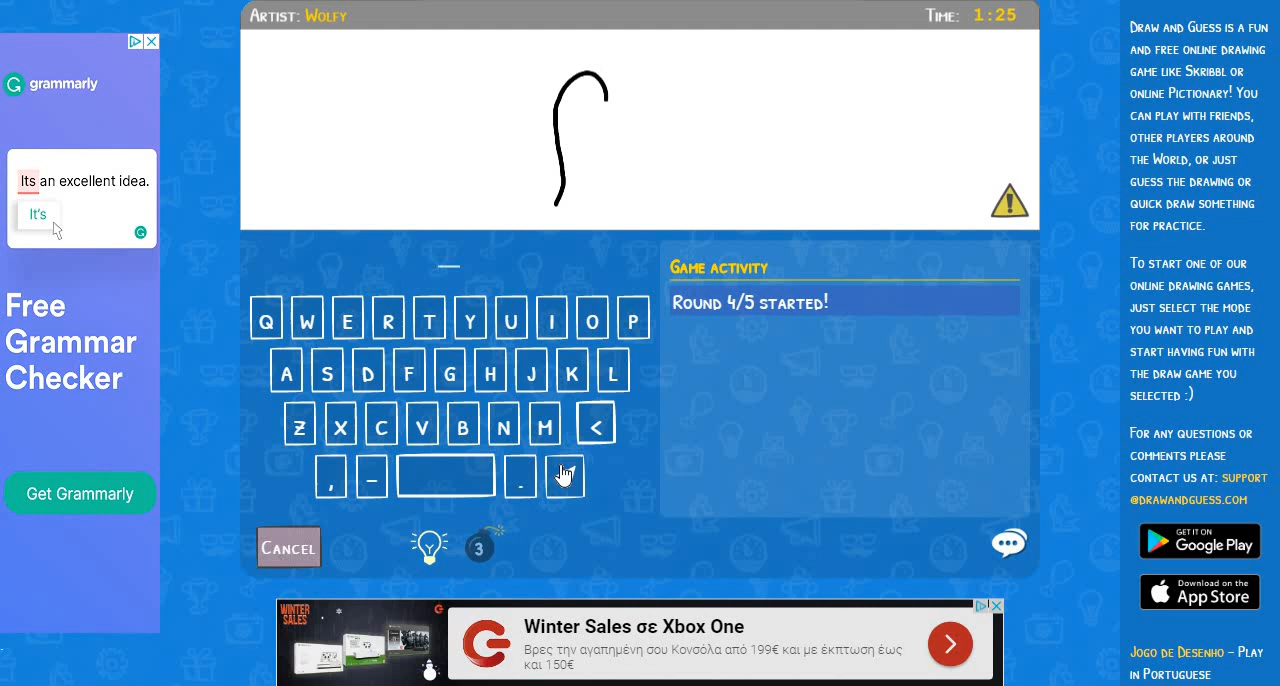 Artist: Wolfy
Time: 1:25
grammarly
Its an excellent idea.
It's
Free
Grammar
Checker
Get Grammarly
Game activity
Round 4/5 started!
Q W E R T Y U I O P
A S D F G H J K L
Z X C V B N M <
, – .
Cancel
3
Draw and Guess is a fun
and free online drawing
game like Skribbl or
online Pictionary! You
can play with friends,
other players around
the World, or just
guess the drawing or
quick draw something
for practice.
To start one of our
online drawing games,
just select the mode
you want to play and
start having fun with
the draw game you
selected :)
For any questions or
comments please
contact us at: support
@drawandguess.com
GET IT ON
Google Play
Download on the
App Store
Jogo de Desenho – Play
in Portuguese
WINTER
SALES
Winter Sales σε Xbox One
Βρες την αγαπημένη σου Κονσόλα από 199€ και με έκπτωση έως
και 150€